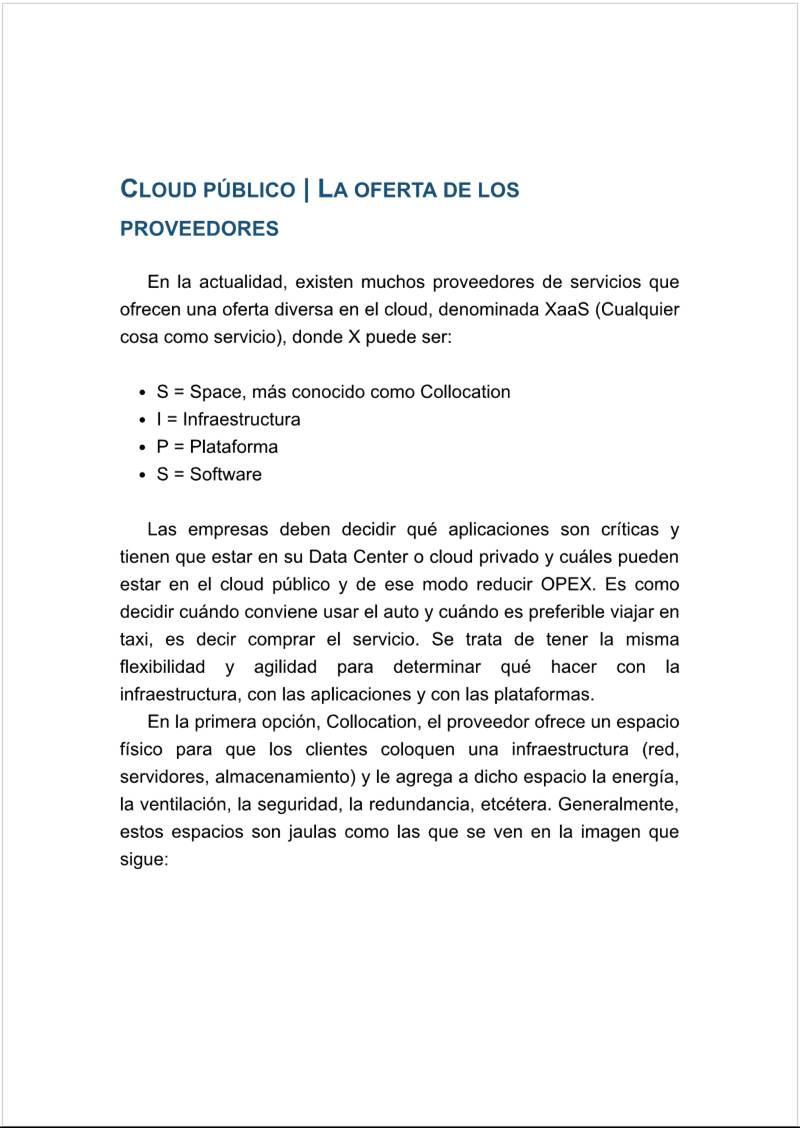 CLOUD PÚBLICO | LA OFERTA DE LOS
PROVEEDORES
En la actualidad, existen muchos proveedores de servicios que
ofrecen una oferta diversa en el cloud, denominada XaaS (Cualquier
cosa como servicio), donde X puede ser:
• S = Space, más conocido como Collocation
• I = Infraestructura
• P = Plataforma
• S = Software
Las empresas deben decidir qué aplicaciones son críticas y
tienen que estar en su Data Center o cloud privado y cuáles pueden
estar en el cloud público y de ese modo reducir OPEX. Es como
decidir cuándo conviene usar el auto y cuándo es preferible viajar en
taxi, es decir comprar el servicio. Se trata de tener la misma
flexibilidad y agilidad para determinar qué hacer con la
infraestructura, con las aplicaciones y con las plataformas.
En la primera opción, Collocation, el proveedor ofrece un espacio
físico para que los clientes coloquen una infraestructura (red,
servidores, almacenamiento) y le agrega a dicho espacio la energía,
la ventilación, la seguridad, la redundancia, etcétera. Generalmente,
estos espacios son jaulas como las que se ven en la imagen que
sigue: